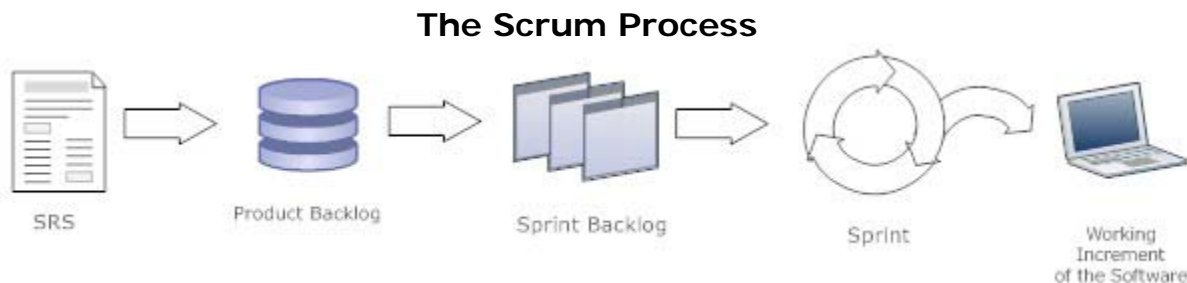 The Scrum Process
SRS
Product Backlog
Sprint Backlog
Sprint
Working
Increment
of the Software